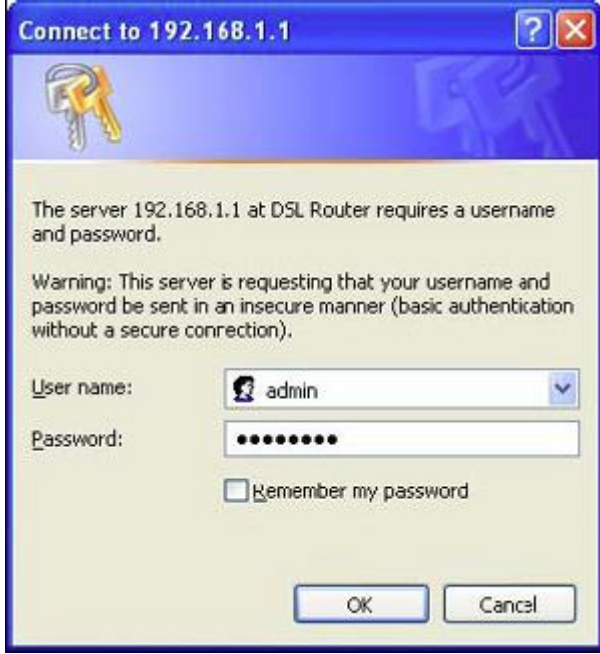 Connect to 192.168.1.1
The server 192.168.1.1 at DSL Router requires a username
and password.
Warning: This server is requesting that your username and
password be sent in an insecure manner (basic authentication
without a secure connection).
User name:
admin
Password:
••••••••
Remember my password
OK
Cancel